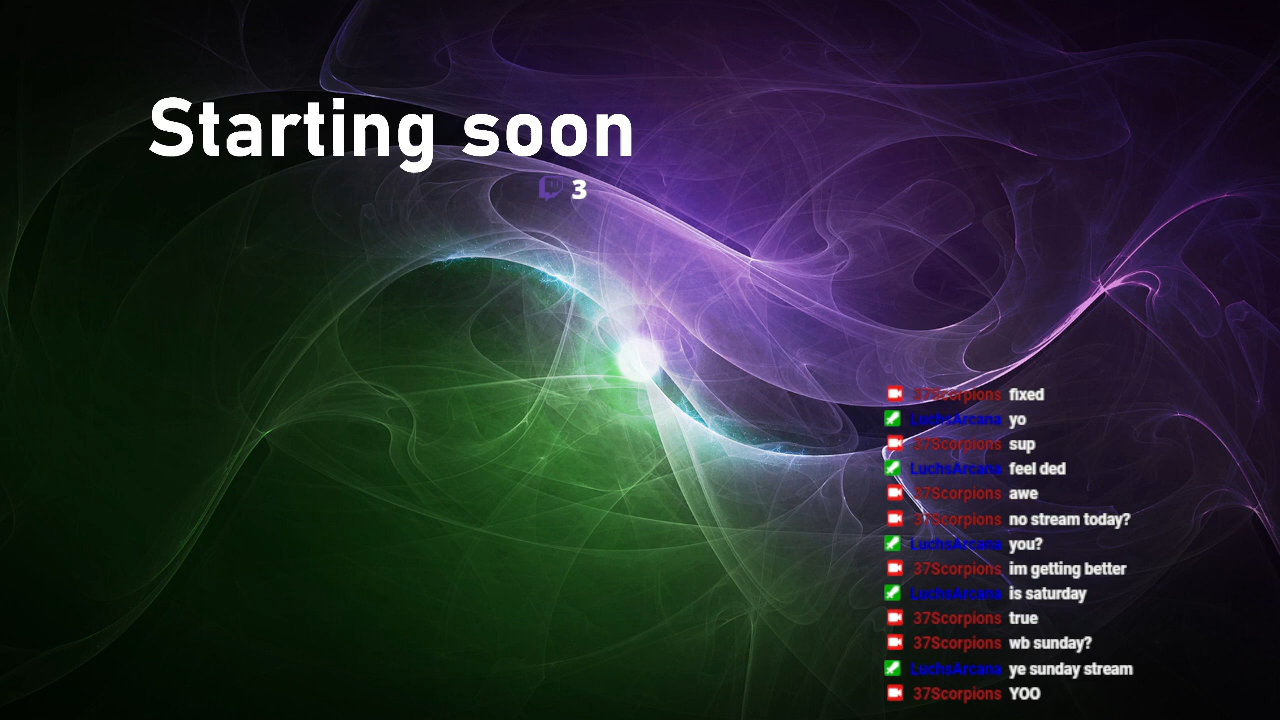 Starting soon
3
37Scorpions fixed
LuchsArcana yo
37Scorpions sup
LuchsArcana feel ded
37Scorpions awe
37Scorpions no stream today?
LuchsArcana you?
37Scorpions im getting better
LuchsArcana is saturday
37Scorpions true
37Scorpions wb sunday?
LuchsArcana ye sunday stream
37Scorpions YOO